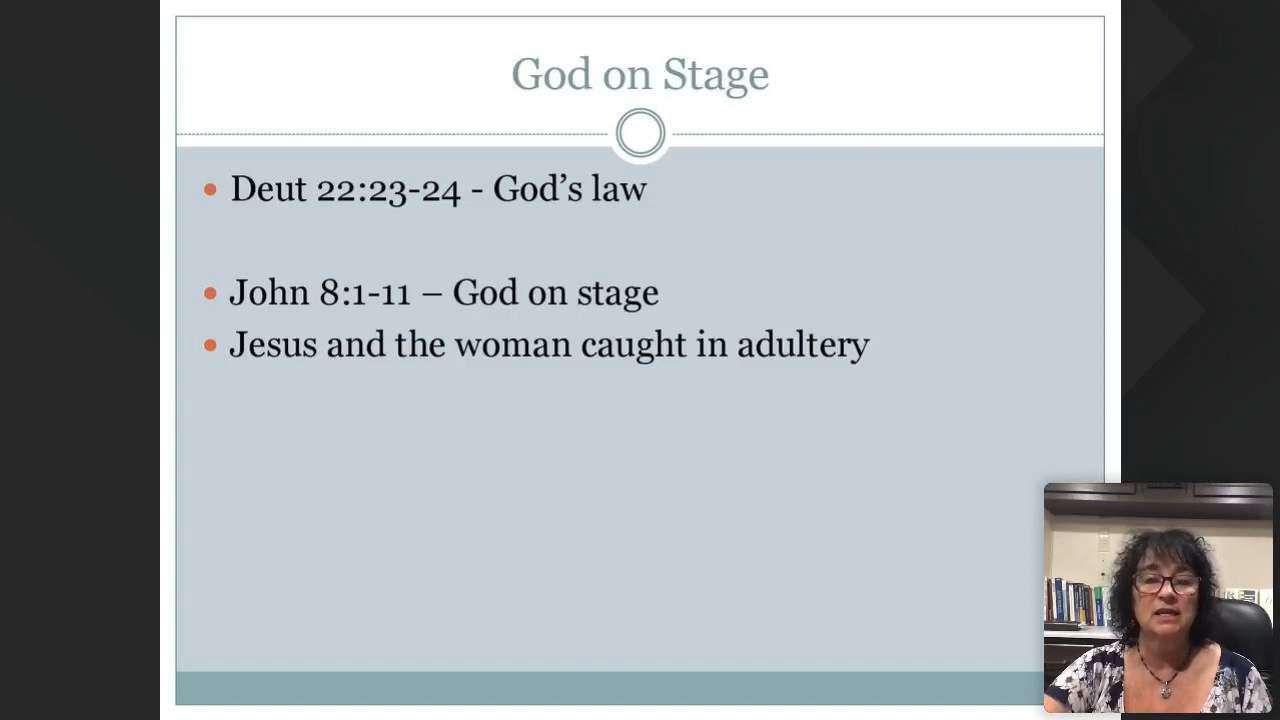 God on Stage
Deut 22:23-24 - God’s law
John 8:1-11 – God on stage
Jesus and the woman caught in adultery